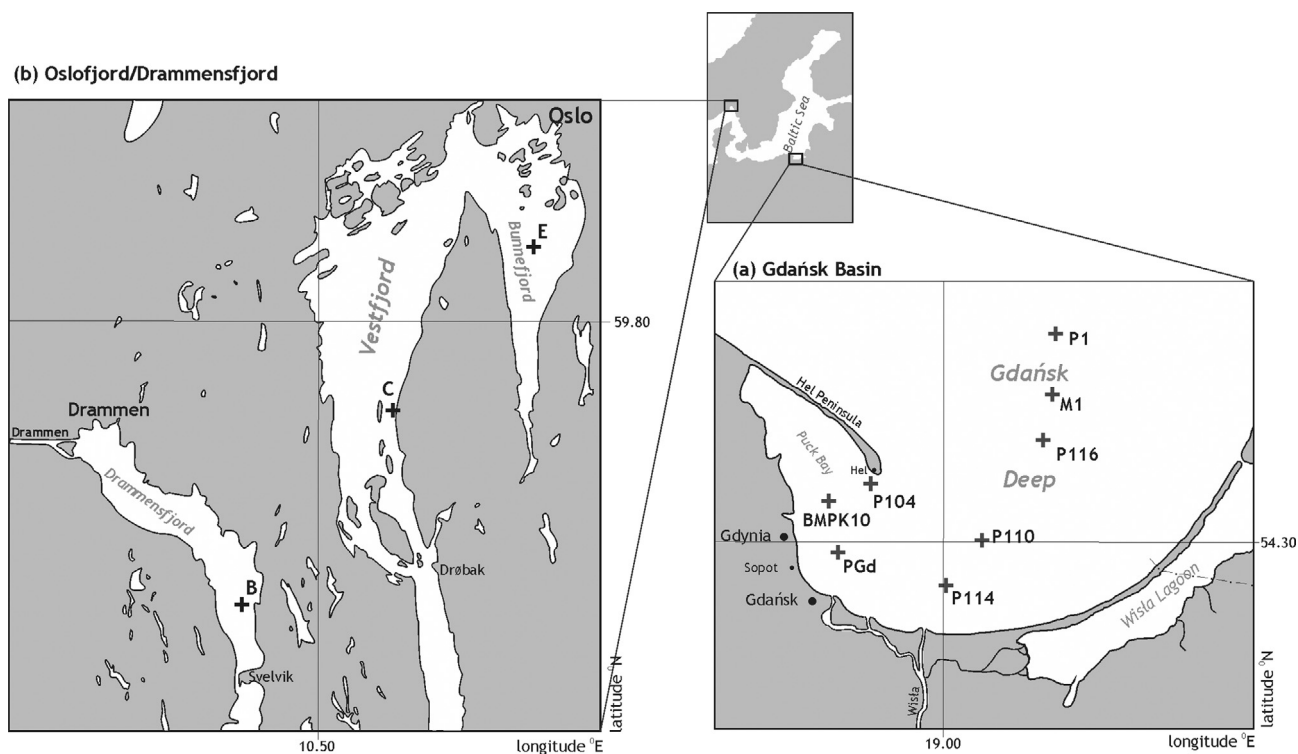 (b) Oslofjord/Drammensfjord
Oslo
E
Bunnefjord
Vestfjord
59.80
C
Drammen
Drammen
Drammensfjord
Drøbak
B
Svelvik
latitude °N
10.50
longitude °E
Baltic Sea
(a) Gdańsk Basin
P1
Gdańsk
M1
Hel Peninsula
P116
Puck Bay
Hel
Deep
P104
BMPK10
Gdynia
P110
54.30
PGd
Sopot
P114
Gdańsk
Wisła Lagoon
Wisła
latitude °N
19.00
longitude °E